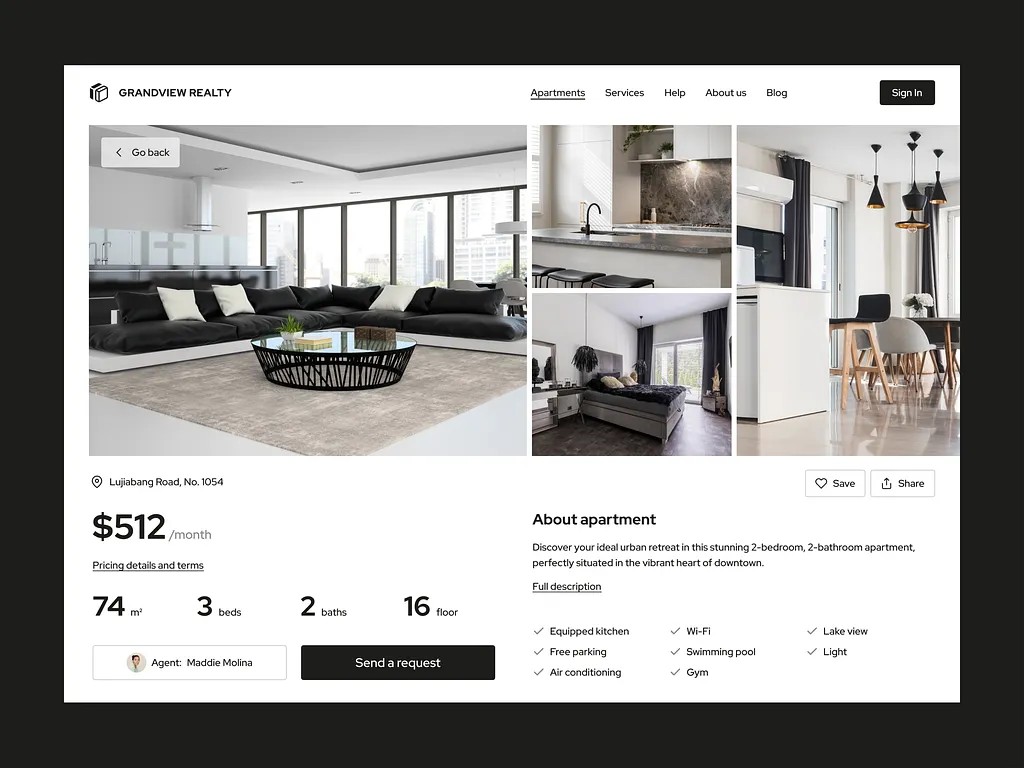 GRANDVIEW REALTY
Apartments Services Help About us Blog
Sign In
Go back
Lujiabang Road, No. 1054
Save
Share
$512 /month
Pricing details and terms
74 m² 3 beds 2 baths 16 floor
Agent: Maddie Molina
Send a request
About apartment
Discover your ideal urban retreat in this stunning 2-bedroom, 2-bathroom apartment,
perfectly situated in the vibrant heart of downtown.
Full description
Equipped kitchen Wi-Fi Lake view
Free parking Swimming pool Light
Air conditioning Gym